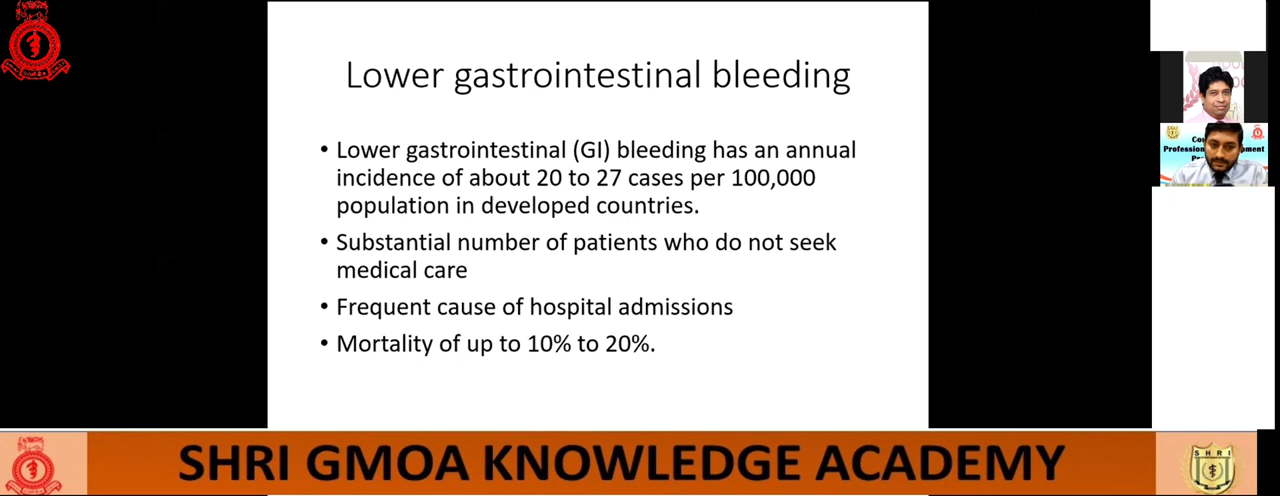 Lower gastrointestinal bleeding
• Lower gastrointestinal (GI) bleeding has an annual
incidence of about 20 to 27 cases per 100,000
population in developed countries.
• Substantial number of patients who do not seek
medical care
• Frequent cause of hospital admissions
• Mortality of up to 10% to 20%.
SHRI GMOA KNOWLEDGE ACADEMY
SHRI